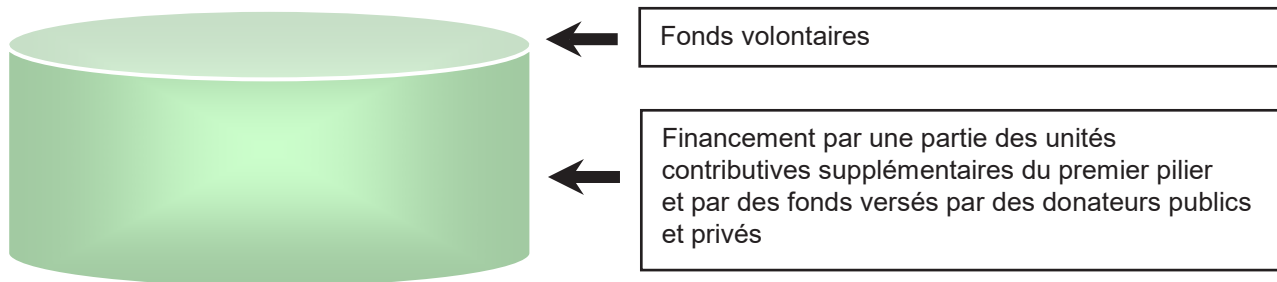 Fonds volontaires
Financement par une partie des unités
contributives supplémentaires du premier pilier
et par des fonds versés par des donateurs publics
et privés